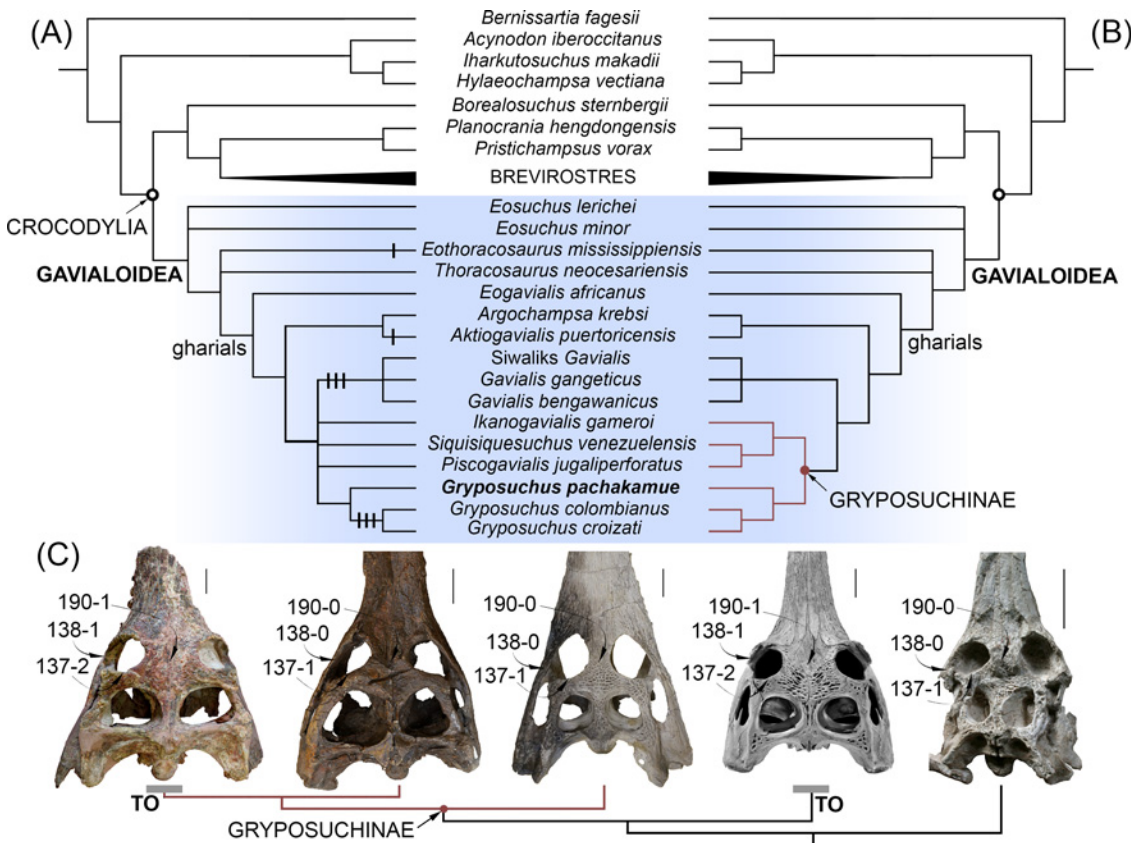 (A)
(B)
Bernissartia fagesii
Acynodon iberoccitanus
Iharkutosuchus makadii
Hylaeochampsa vectiana
Borealosuchus sternbergii
Planocrania hengdongensis
Pristichampsus vorax
BREVIROSTRES
CROCODYLIA
Eosuchus lerichei
Eosuchus minor
Eothoracosaurus mississippiensis
GAVIALOIDEA
Thoracosaurus neocesariensis
GAVIALOIDEA
Eogavialis africanus
Argochampsa krebsi
Aktiogavialis puertoricensis
gharials
gharials
Siwaliks Gavialis
Gavialis gangeticus
Gavialis bengawanicus
Ikanogavialis gameroi
Siquisiquesuchus venezuelensis
Piscogavialis jugaliperforatus
GRYPOSUCHINAE
Gryposuchus pachakamue
Gryposuchus colombianus
Gryposuchus croizati
(C)
190-1
138-1
137-2
190-0
138-0
137-1
190-0
138-0
137-1
190-1
138-1
137-2
190-0
138-0
137-1
TO
TO
GRYPOSUCHINAE